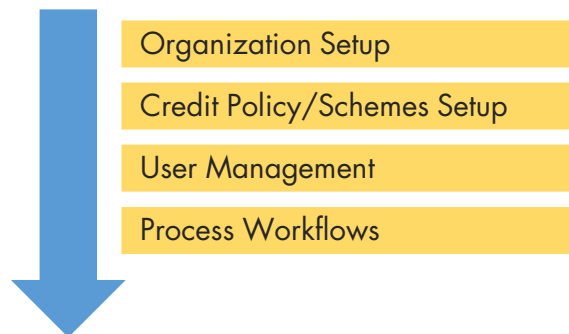 Organization Setup
Credit Policy/Schemes Setup
User Management
Process Workflows